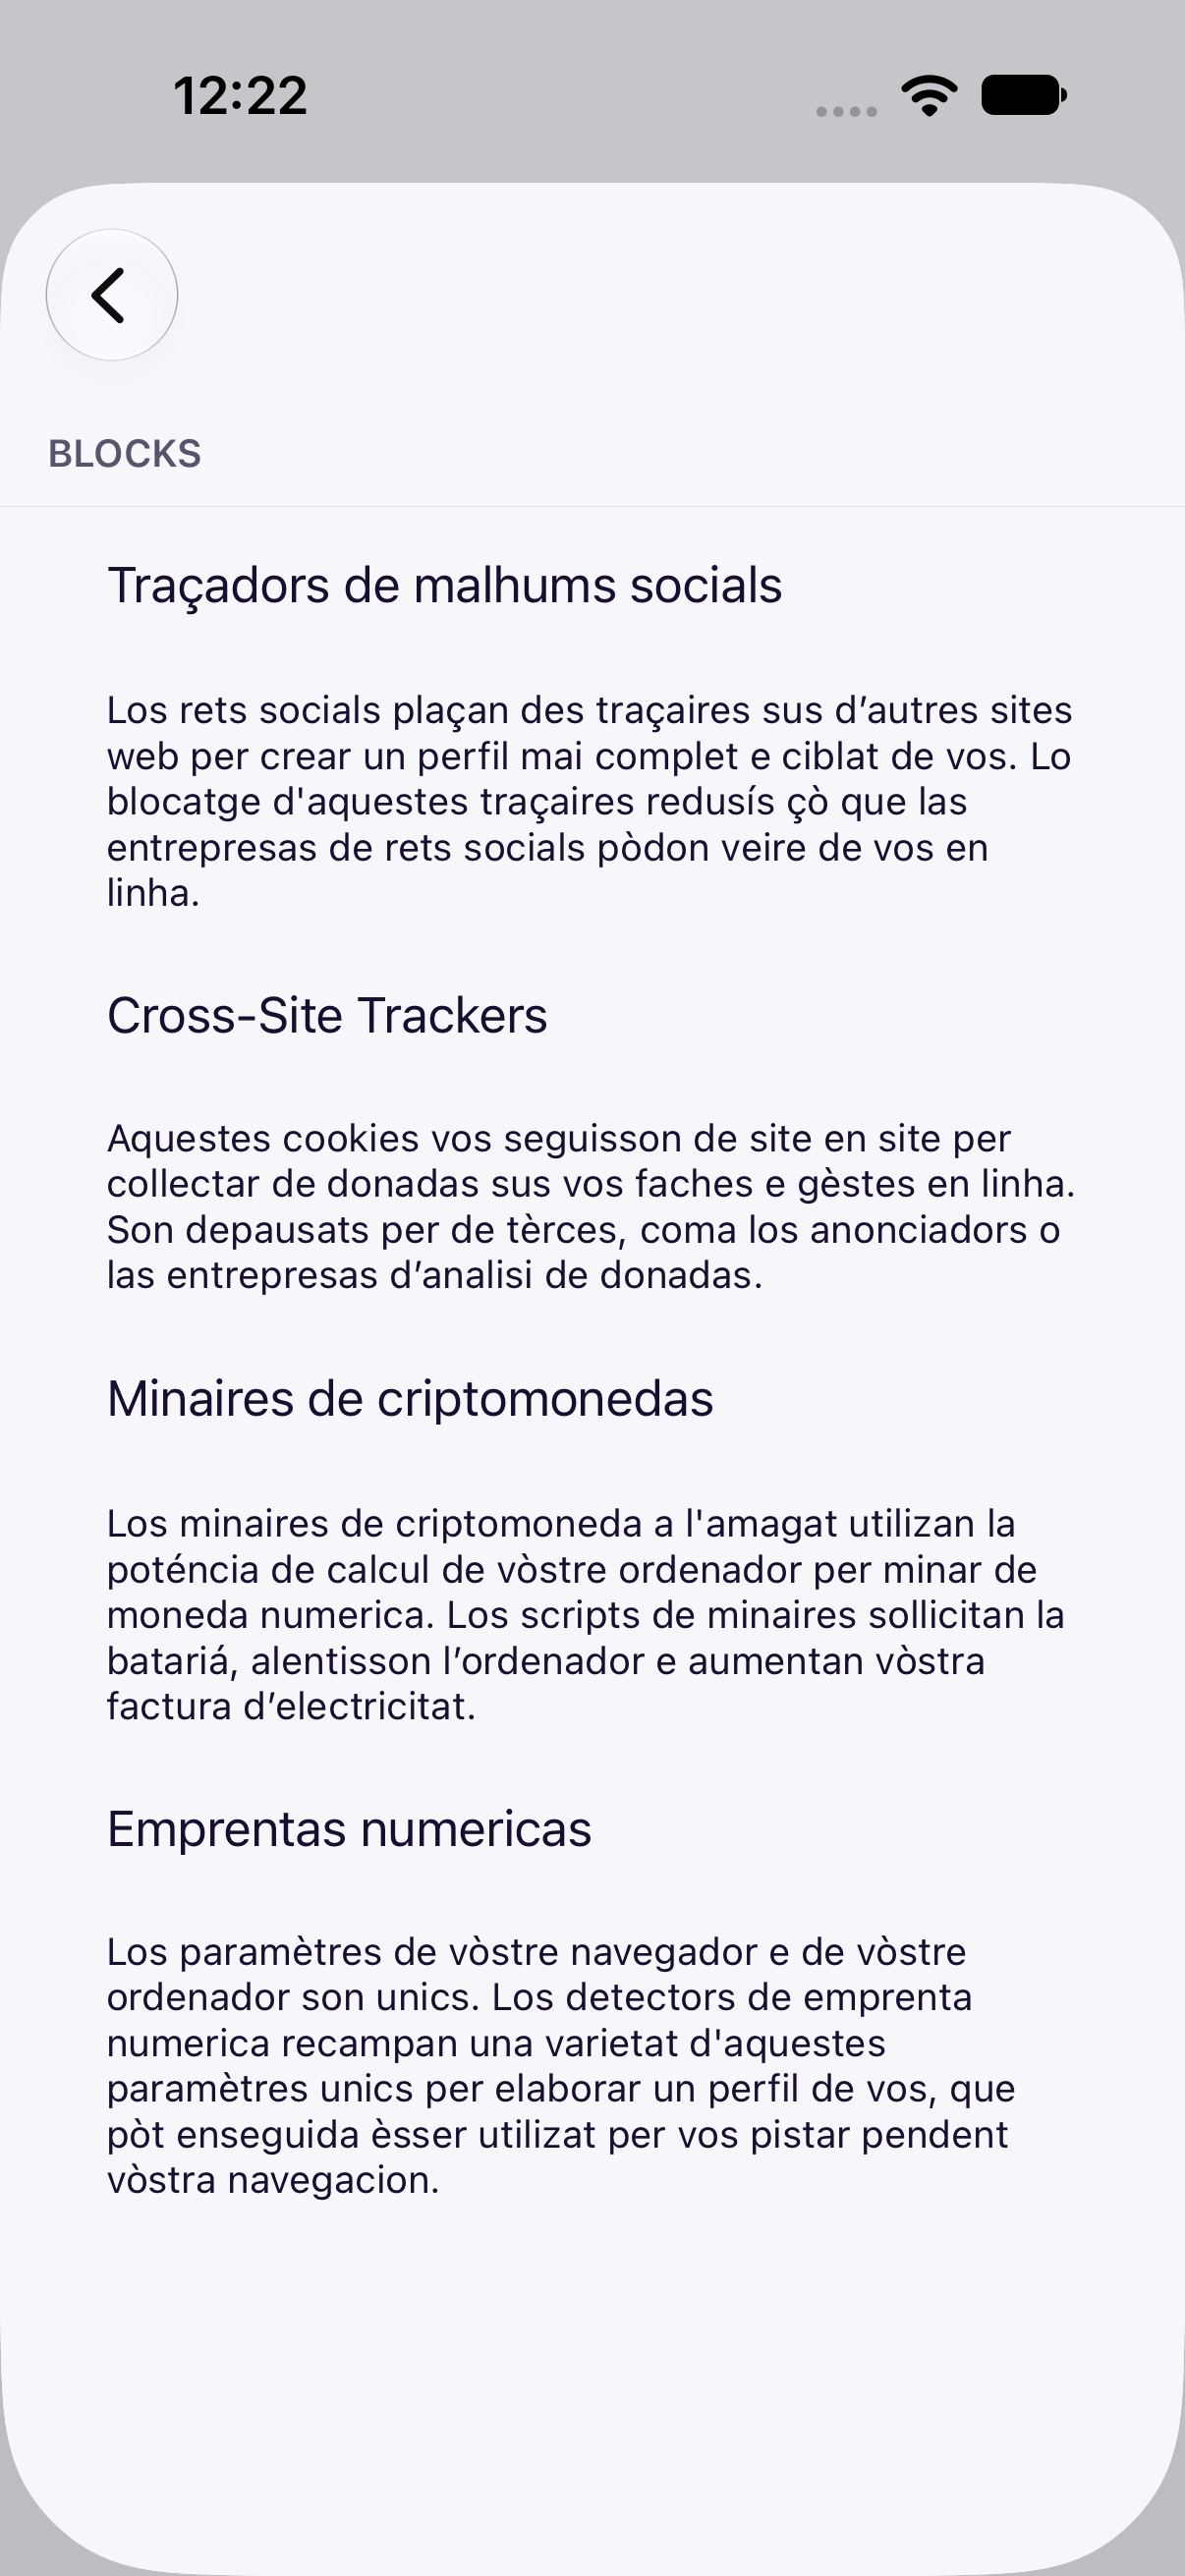 12:22
BLOCKS
Traçadors de malhums socials
Los rets socials plaçan des traçaires sus d’autres sites
web per crear un perfil mai complet e ciblat de vos. Lo
blocatge d'aquestes traçaires redusís çò que las
entrepresas de rets socials pòdon veire de vos en
linha.
Cross-Site Trackers
Aquestes cookies vos seguisson de site en site per
collectar de donadas sus vos faches e gèstes en linha.
Son depausats per de tèrces, coma los anonciadors o
las entrepresas d’analisi de donadas.
Minaires de criptomonedas
Los minaires de criptomoneda a l'amagat utilizan la
poténcia de calcul de vòstre ordenador per minar de
moneda numerica. Los scripts de minaires sollicitan la
batariá, alentisson l’ordenador e aumentan vòstra
factura d’electricitat.
Emprentas numericas
Los paramètres de vòstre navegador e de vòstre
ordenador son unics. Los detectors de emprenta
numerica recampan una varietat d'aquestes
paramètres unics per elaborar un perfil de vos, que
pòt enseguida èsser utilizat per vos pistar pendent
vòstra navegacion.